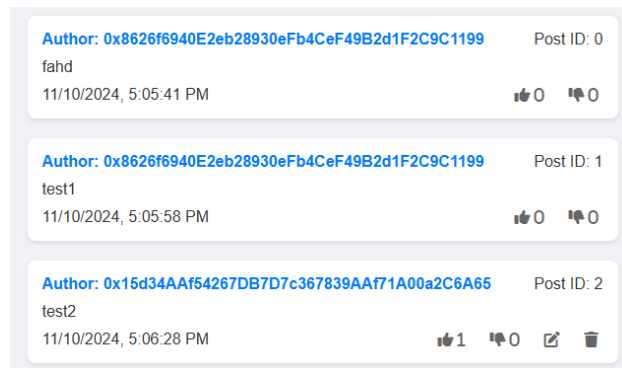 Author: 0x8626f6940E2eb28930eFb4CeF49B2d1F2C9C1199 Post ID: 0
fahd
11/10/2024, 5:05:41 PM 0 0
Author: 0x8626f6940E2eb28930eFb4CeF49B2d1F2C9C1199 Post ID: 1
test1
11/10/2024, 5:05:58 PM 0 0
Author: 0x15d34AAf54267DB7D7c367839AAf71A00a2C6A65 Post ID: 2
test2
11/10/2024, 5:06:28 PM 1 0